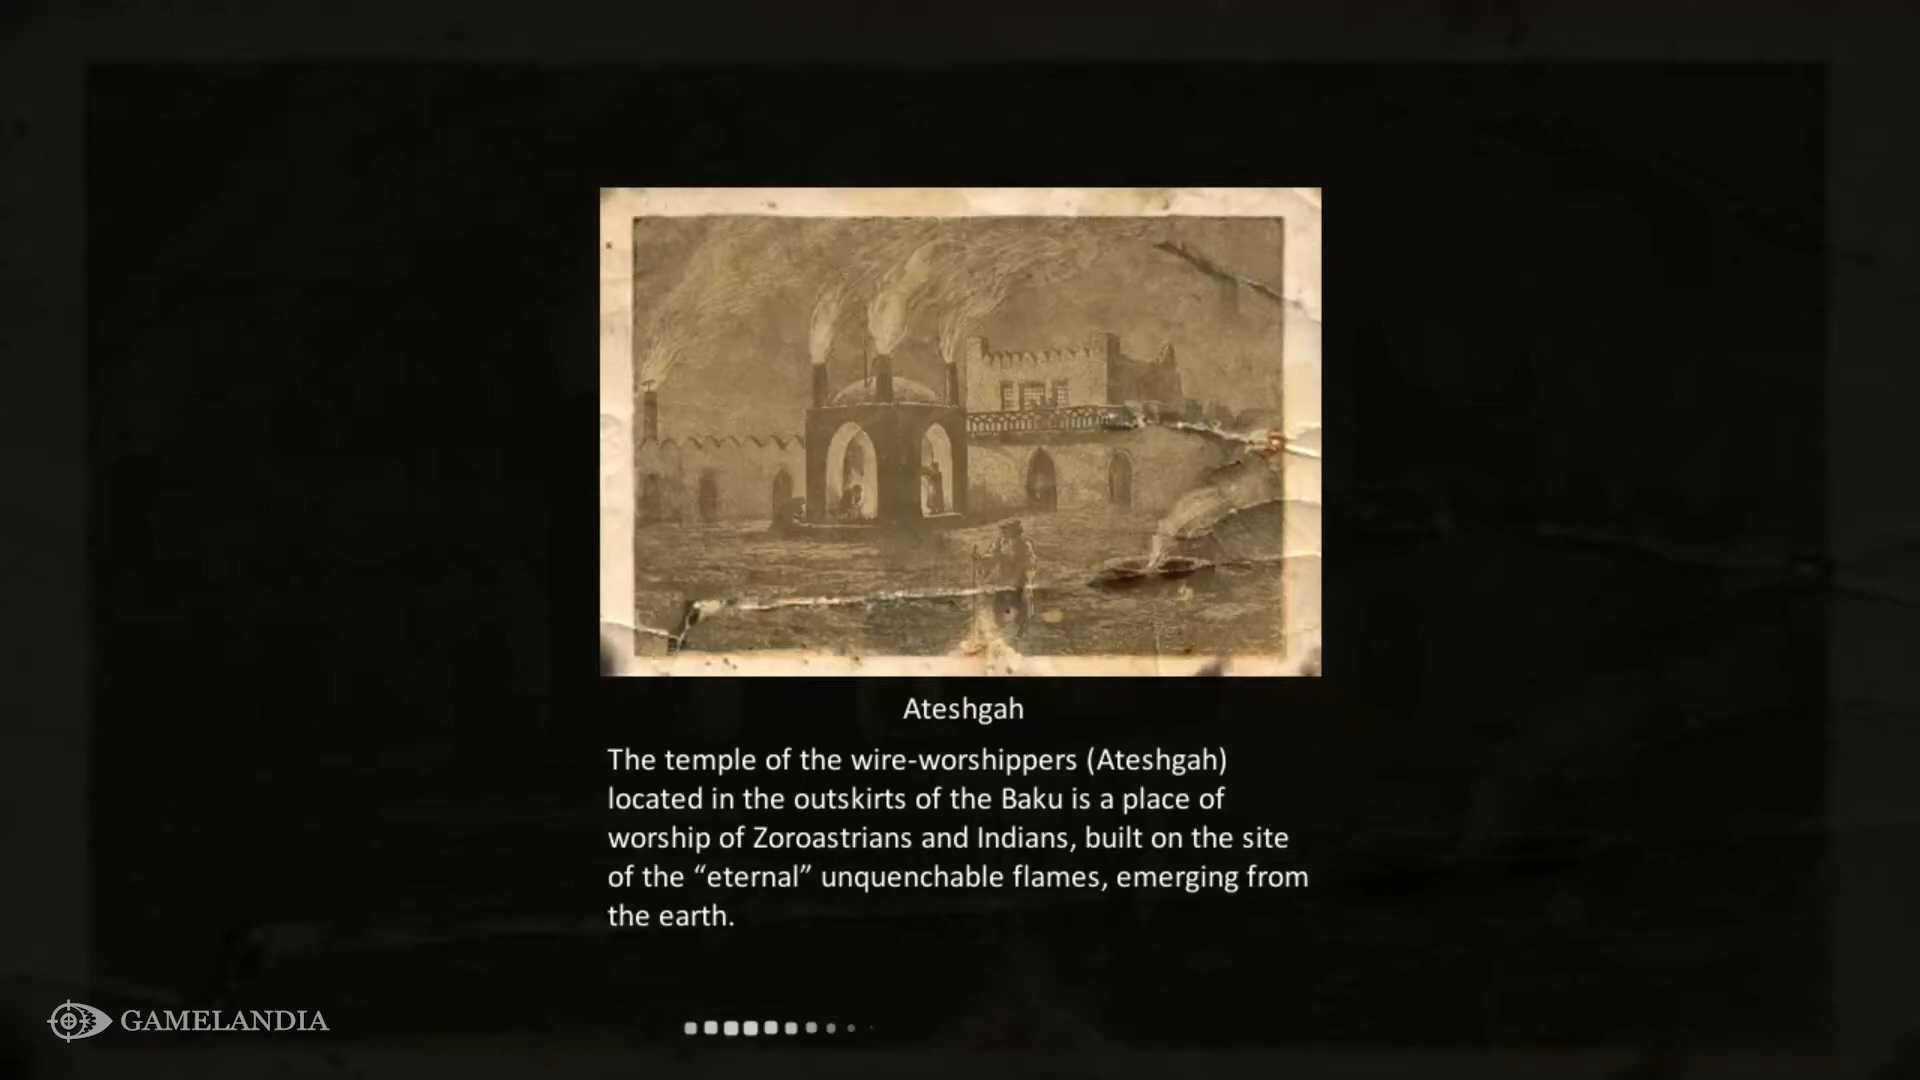 Ateshgah
The temple of the wire-worshippers (Ateshgah)
located in the outskirts of the Baku is a place of
worship of Zoroastrians and Indians, built on the site
of the “eternal” unquenchable flames, emerging from
the earth.
GAMELANDIA